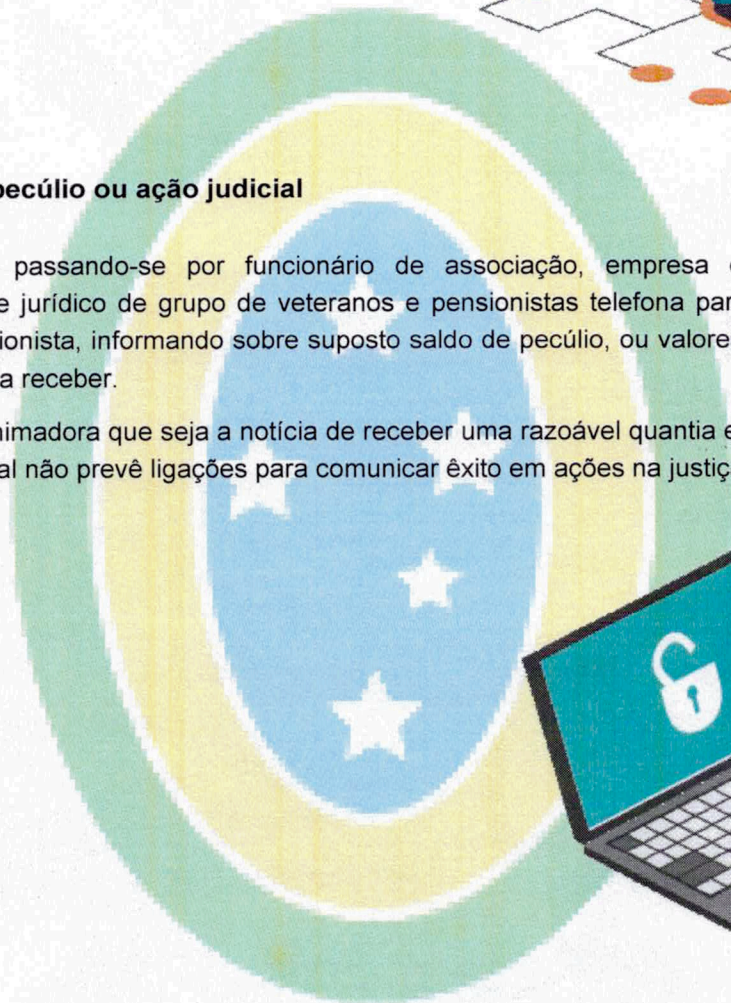 pecúlio ou ação judicial
passando-se por funcionário de associação, empresa
e jurídico de grupo de veteranos e pensionistas telefona par
ionista, informando sobre suposto saldo de pecúlio, ou valore
a receber.
nimadora que seja a notícia de receber uma razoável quantia e
al não prevê ligações para comunicar êxito em ações na justiç